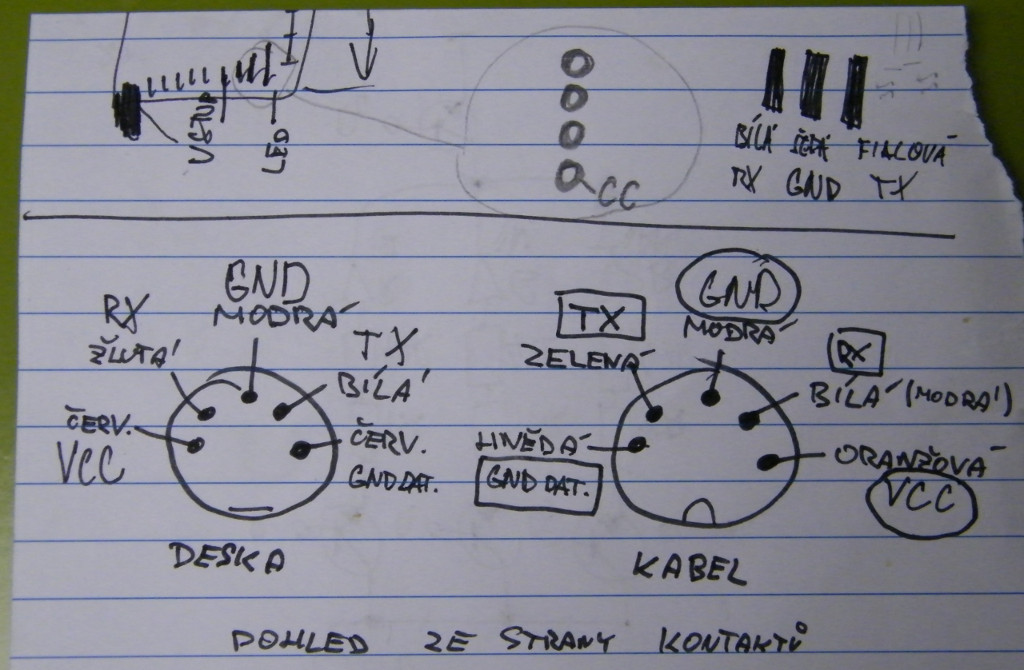 VSTUP
LED
CC
BÍLÁ ŠEDÁ FIALOVÁ
RX GND TX
RX
ŽLUTÁ
GND
MODRÁ
TX
BÍLÁ
ČERV.
VCC
ČERV.
GND DAT.
DESKA
TX
ZELENÁ
GND
MODRÁ
RX
BÍLÁ (MODRÁ)
HNĚDÁ
GND DAT.
ORANŽOVÁ
VCC
KABEL
POHLED ZE STRANY KONTAKTŮ